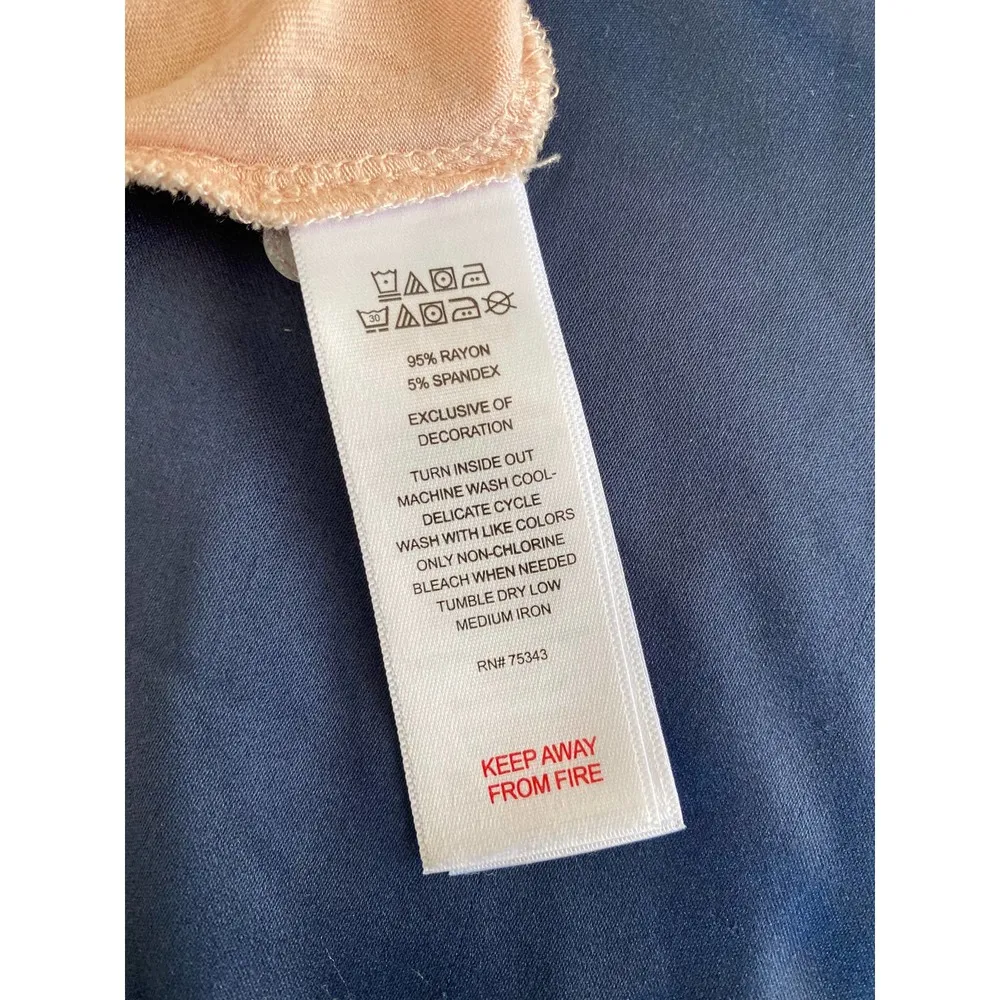 30
95% RAYON
5% SPANDEX
EXCLUSIVE OF
DECORATION
TURN INSIDE OUT
MACHINE WASH COOL-
DELICATE CYCLE
WASH WITH LIKE COLORS
ONLY NON-CHLORINE
BLEACH WHEN NEEDED
TUMBLE DRY LOW
MEDIUM IRON
RN# 75343
KEEP AWAY
FROM FIRE